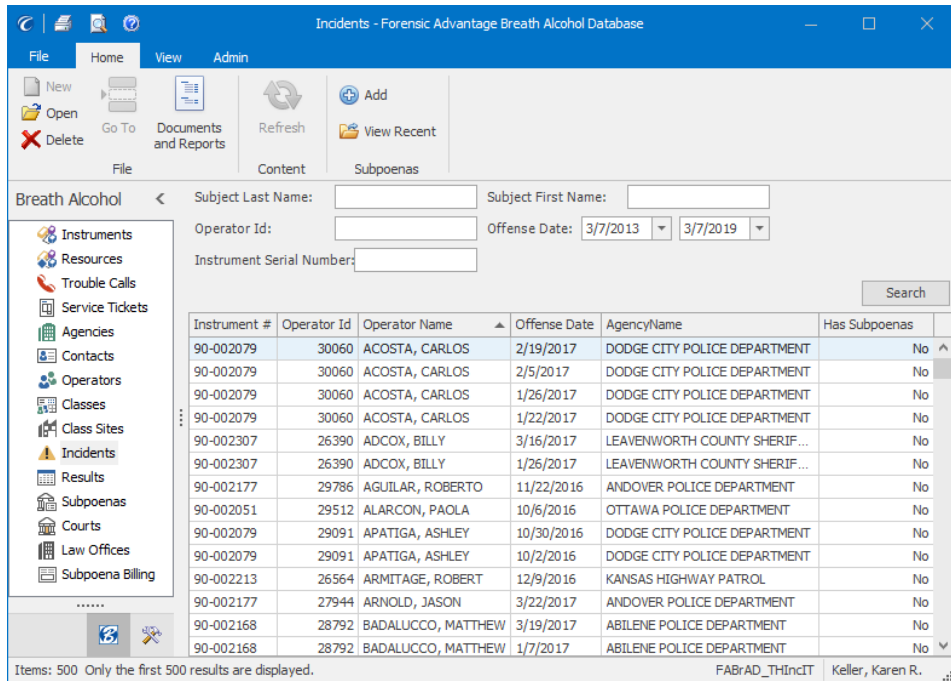 Incidents - Forensic Advantage Breath Alcohol Database
File Home View Admin
New
Open
Delete
Go To
Documents and Reports
File
Refresh
Content
Add
View Recent
Subpoenas
Breath Alcohol
Instruments
Resources
Trouble Calls
Service Tickets
Agencies
Contacts
Operators
Classes
Class Sites
Incidents
Results
Subpoenas
Courts
Law Offices
Subpoena Billing
Subject Last Name: Subject First Name:
Operator Id: Offense Date: 3/7/2013 3/7/2019
Instrument Serial Number:
Search
Instrument # Operator Id Operator Name Offense Date AgencyName Has Subpoenas
90-002079 30060 ACOSTA, CARLOS 2/19/2017 DODGE CITY POLICE DEPARTMENT No
90-002079 30060 ACOSTA, CARLOS 2/5/2017 DODGE CITY POLICE DEPARTMENT No
90-002079 30060 ACOSTA, CARLOS 1/26/2017 DODGE CITY POLICE DEPARTMENT No
90-002079 30060 ACOSTA, CARLOS 1/22/2017 DODGE CITY POLICE DEPARTMENT No
90-002307 26390 ADCOX, BILLY 3/16/2017 LEAVENWORTH COUNTY SHERIF... No
90-002307 26390 ADCOX, BILLY 1/26/2017 LEAVENWORTH COUNTY SHERIF... No
90-002177 29786 AGUILAR, ROBERTO 11/22/2016 ANDOVER POLICE DEPARTMENT No
90-002051 29512 ALARCON, PAOLA 10/6/2016 OTTAWA POLICE DEPARTMENT No
90-002079 29091 APATIGA, ASHLEY 10/30/2016 DODGE CITY POLICE DEPARTMENT No
90-002079 29091 APATIGA, ASHLEY 10/2/2016 DODGE CITY POLICE DEPARTMENT No
90-002213 26564 ARMITAGE, ROBERT 12/9/2016 KANSAS HIGHWAY PATROL No
90-002177 27944 ARNOLD, JASON 3/22/2017 ANDOVER POLICE DEPARTMENT No
90-002168 28792 BADALUCCO, MATTHEW 3/19/2017 ABILENE POLICE DEPARTMENT No
90-002168 28792 BADALUCCO, MATTHEW 1/7/2017 ABILENE POLICE DEPARTMENT No
Items: 500 Only the first 500 results are displayed. FABrAD_THIncIT Keller, Karen R.